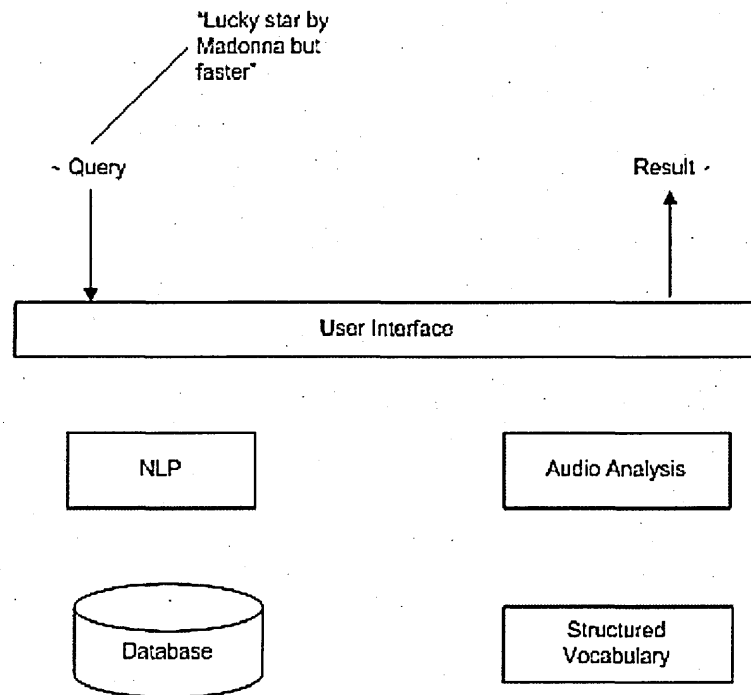 "Lucky star by
Madonna but
faster"
Query
Result
User Interface
NLP
Audio Analysis
Database
Structured
Vocabulary